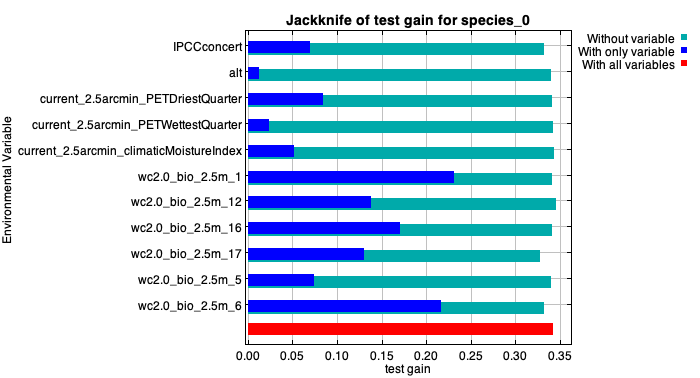 Jackknife of test gain for species_0
Without variable
With only variable
With all variables
Environmental Variable
IPCCconcert
alt
current_2.5arcmin_PETDriestQuarter
current_2.5arcmin_PETWettestQuarter
current_2.5arcmin_climaticMoistureIndex
wc2.0_bio_2.5m_1
wc2.0_bio_2.5m_12
wc2.0_bio_2.5m_16
wc2.0_bio_2.5m_17
wc2.0_bio_2.5m_5
wc2.0_bio_2.5m_6
0.00 0.05 0.10 0.15 0.20 0.25 0.30 0.35
test gain